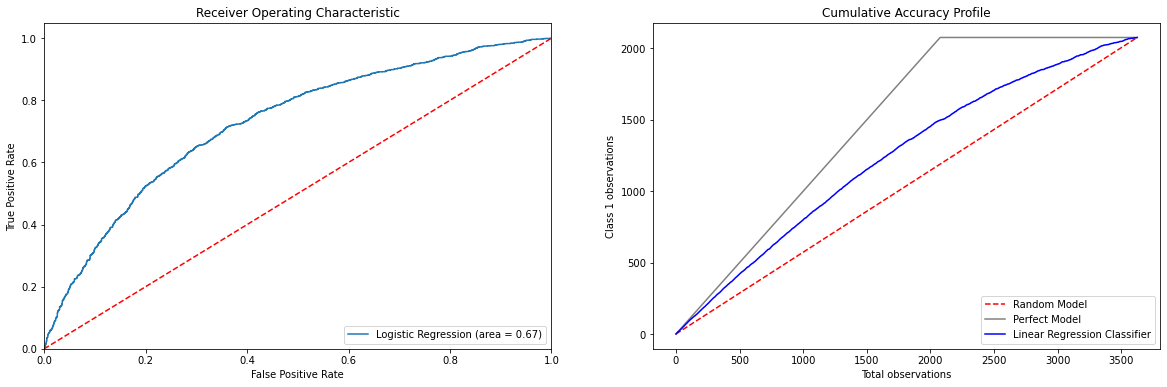 Receiver Operating Characteristic
1.0
0.8
0.6
0.4
0.2
0.0
True Positive Rate
0.0 0.2 0.4 0.6 0.8 1.0
False Positive Rate
Logistic Regression (area = 0.67)
Cumulative Accuracy Profile
2000
1500
1000
500
0
Class 1 observations
0 500 1000 1500 2000 2500 3000 3500
Total observations
Random Model
Perfect Model
Linear Regression Classifier